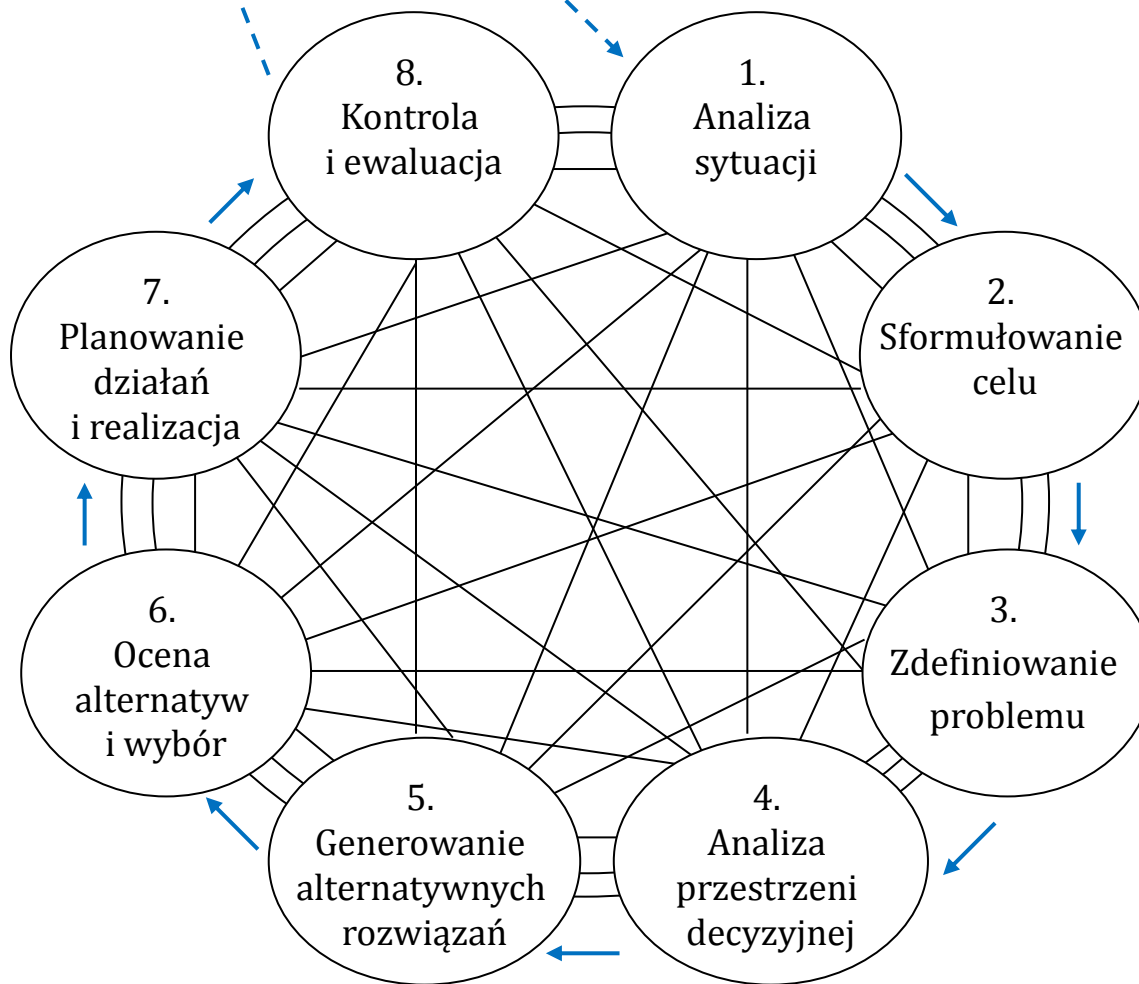 1.
Analiza
sytuacji
2.
Sformułowanie
celu
3.
Zdefiniowanie
problemu
4.
Analiza
przestrzeni
decyzyjnej
5.
Generowanie
alternatywnych
rozwiązań
6.
Ocena
alternatyw
i wybór
7.
Planowanie
działań
i realizacja
8.
Kontrola
i ewaluacja